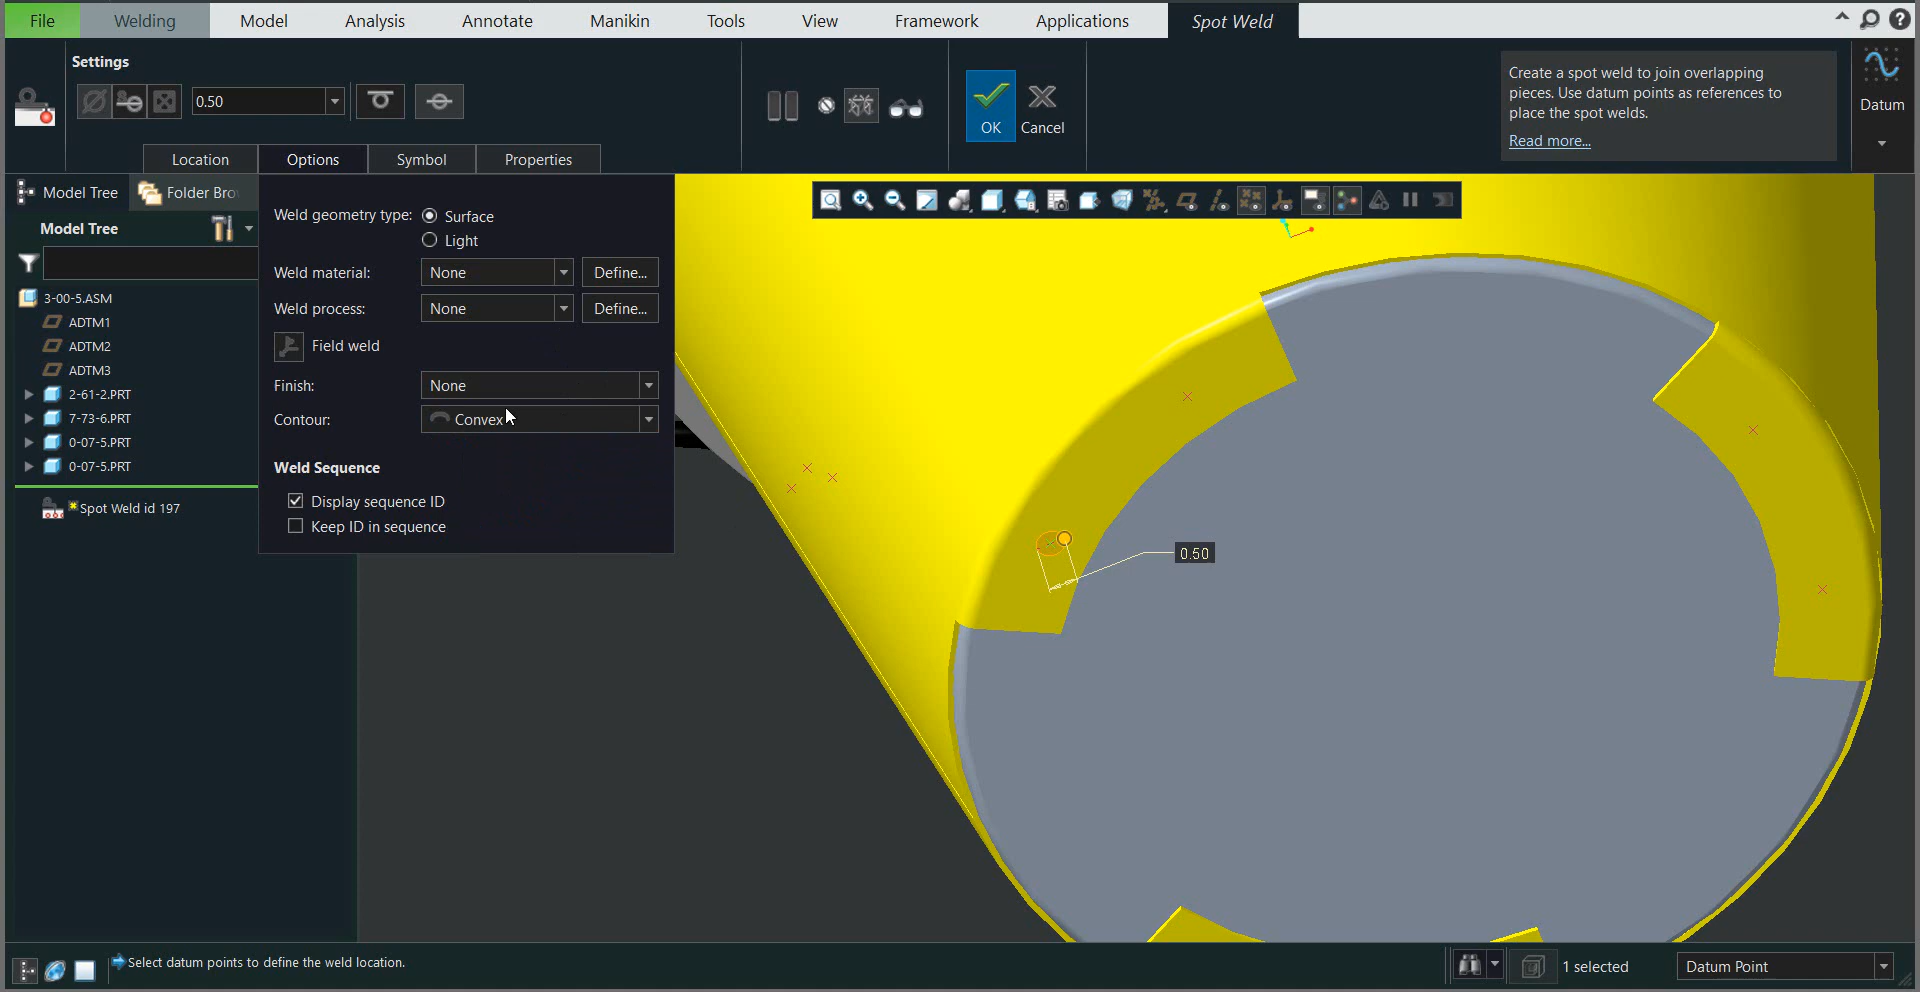 File Welding Model Analysis Annotate Manikin Tools View Framework Applications Spot Weld
Settings
0.50
OK Cancel
Create a spot weld to join overlapping
pieces. Use datum points as references to
place the spot welds.
Read more...
Datum
Location Options Symbol Properties
Model Tree Folder Bro
Model Tree
3-00-5.ASM
ADTM1
ADTM2
ADTM3
2-61-2.PRT
7-73-6.PRT
0-07-5.PRT
0-07-5.PRT
Spot Weld id 197
Weld geometry type: Surface
Light
Weld material: None Define...
Weld process: None Define...
Field weld
Finish: None
Contour: Convex
Weld Sequence
Display sequence ID
Keep ID in sequence
0.50
Select datum points to define the weld location.
1 selected Datum Point